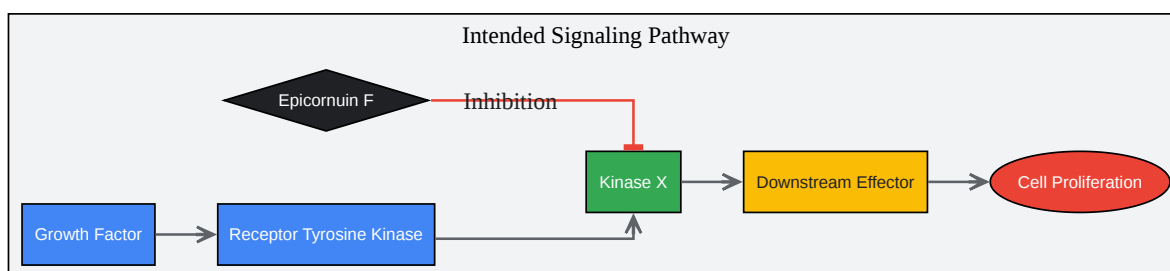 Intended Signaling Pathway
Epicornuin F
Inhibition
Kinase X
Downstream Effector
Cell Proliferation
Growth Factor
Receptor Tyrosine Kinase